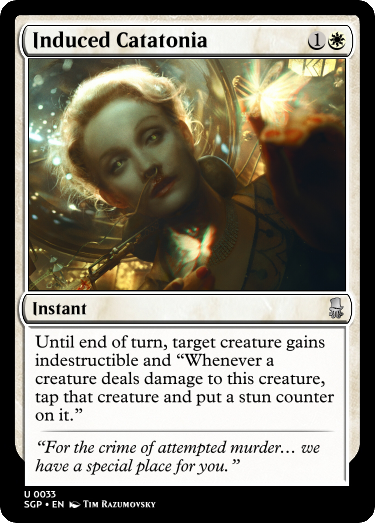 Induced Catatonia 1
Instant
Until end of turn, target creature gains
indestructible and “Whenever a
creature deals damage to this creature,
tap that creature and put a stun counter
on it.”
“For the crime of attempted murder… we
have a special place for you.”
U 0033
SGP • EN Tim Razumovsky